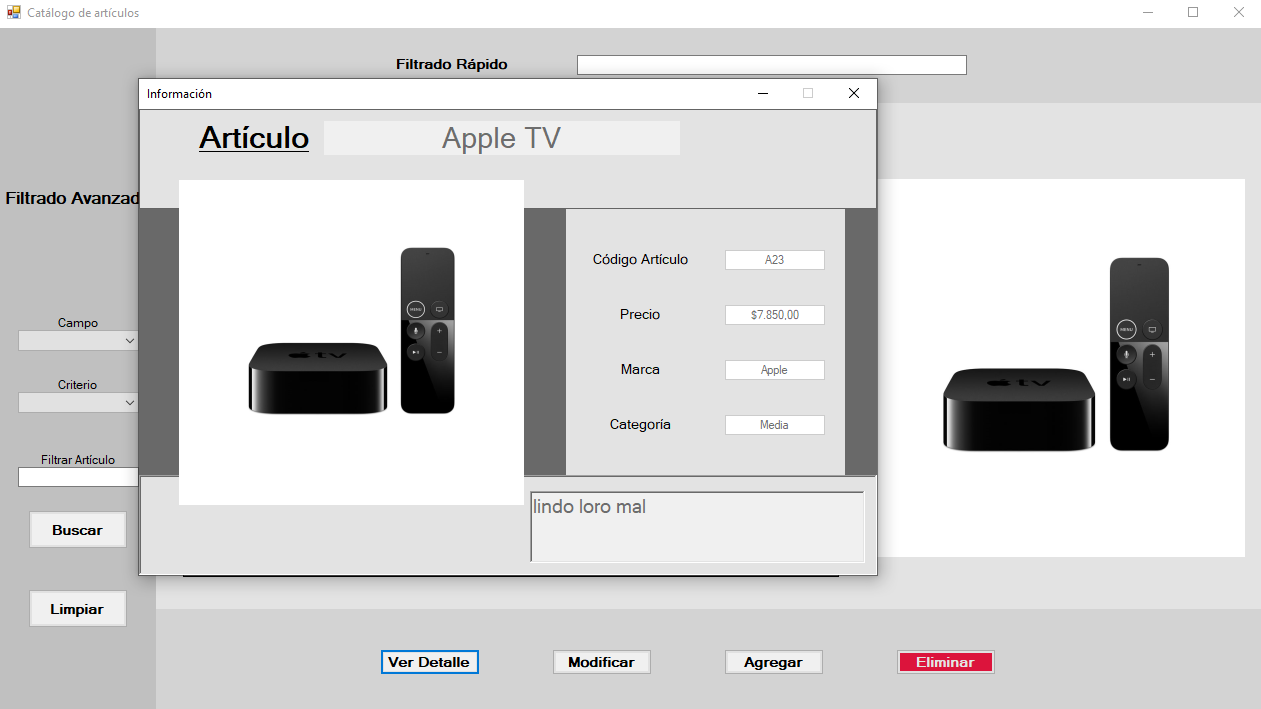 Catálogo de artículos
Filtrado Rápido
Información
Artículo
Apple TV
Filtrado Avanzad
MENU
tv
Código Artículo
A23
Precio
$7.850,00
Marca
Apple
Categoría
Media
lindo loro mal
Campo
Criterio
Filtrar Artículo
Buscar
Limpiar
MENU
tv
Ver Detalle
Modificar
Agregar
Eliminar